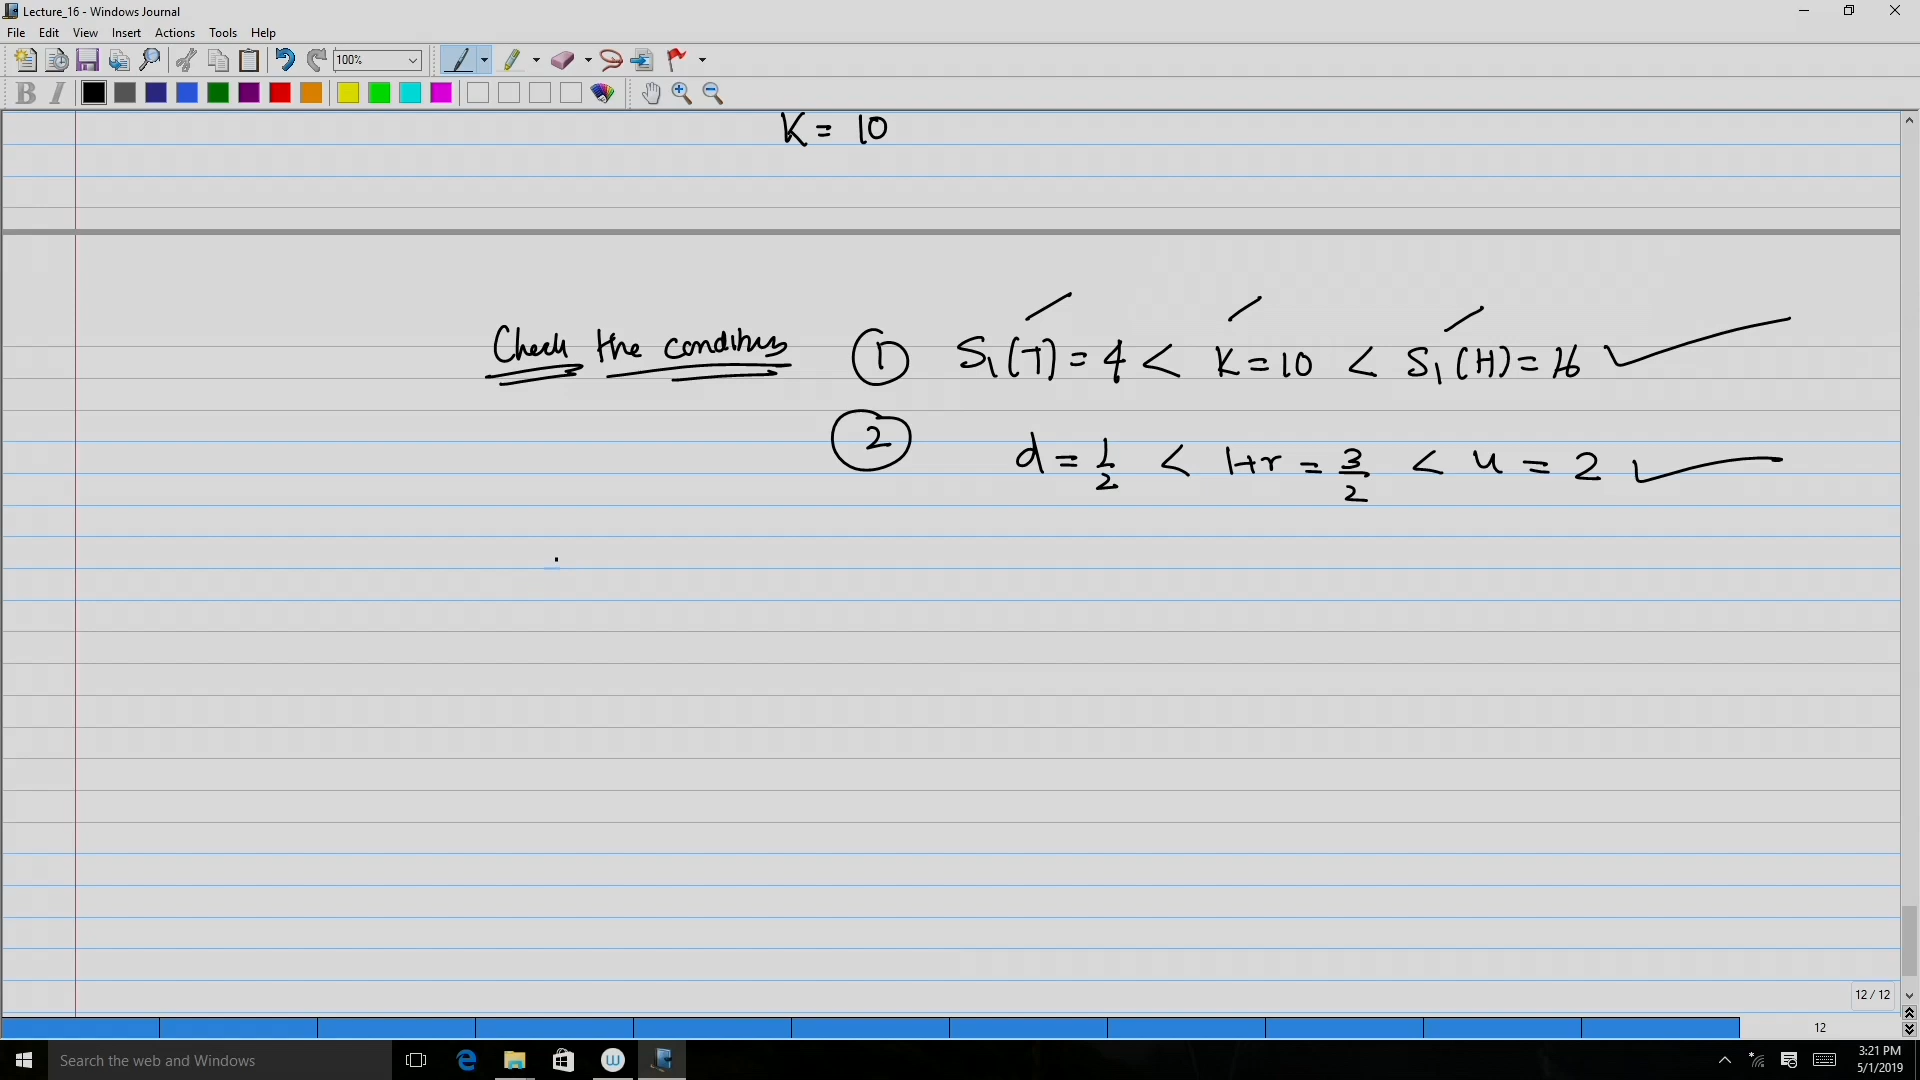 Lecture_16 - Windows Journal
File Edit View Insert Actions Tools Help
100%
B I
K = 10
Check the conditions ① S₁(T) = 4 < K = 10 < S₁(H) = 16
② d = 1/2 < 1+r = 3/2 < u = 2
12 / 12
12
Search the web and Windows
3:21 PM
5/1/2019